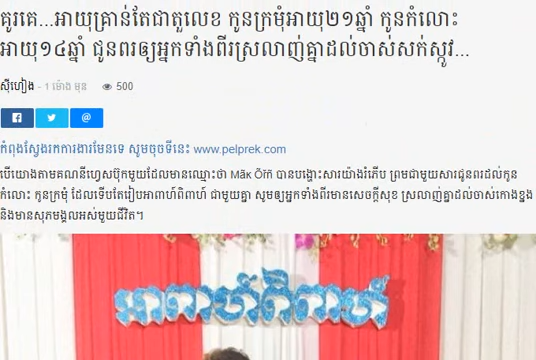 គូរគេ...អាយុគ្រាន់តែជាតួលេខ កូនក្រមុំអាយុ២១ឆ្នាំ កូនកំលោះ
អាយុ១៤ឆ្នាំ ជូនពរឲ្យអ្នកទាំងពីរស្រលាញ់គ្នាដល់ចាស់សក់ស្កូវ...
ស៊ីហៀង - 1 ម៉ោង មុន 500
កំពុងស្វែងរកការងារមែនទេ សូមចុចទីនេះ www.pelprek.com
បើយោងតាមគណនីហ្វេសប៊ុកមួយដែលមានឈ្មោះថា Mãk Õřñ បានបង្ហោះសារយ៉ាងរំភើប ព្រមជាមួយសារជូនពរដល់កូន
កំលោះ កូនក្រមុំ ដែលទើបតែរៀបអាពាហ៍ពិពាហ៍ ជាមួយគ្នា សូមឲ្យអ្នកទាំងពីរមានសេចក្តីសុខ ស្រលាញ់គ្នាដល់ចាស់កោងខ្នង
និងមានសុភមង្គលអស់មួយជីវិត។
អាពាហ៍ពិពាហ៍